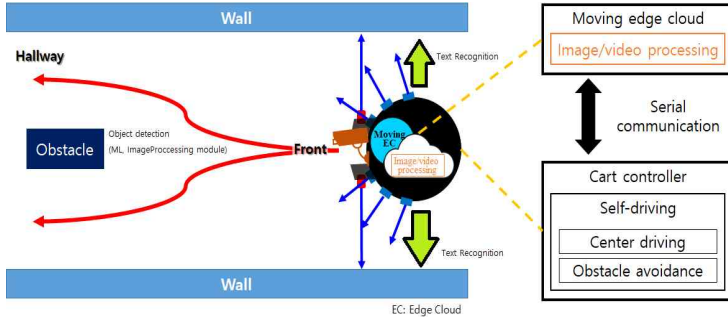 Wall
Hallway
Text Recognition
Obstacle
Object detection
(ML, ImageProccessing module)
Front
Moving
EC
Image/video
processing
Text Recognition
Wall
EC: Edge Cloud
Moving edge cloud
Image/video processing
Serial
communication
Cart controller
Self-driving
Center driving
Obstacle avoidance